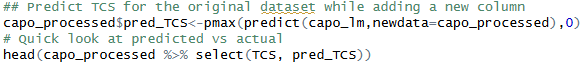 ## Predict TCS for the original dataset while adding a new column
capo_processed$pred_TCS<-pmax(predict(capo_lm,newdata=capo_processed),0)
# Quick look at predicted vs actual
head(capo_processed %>% select(TCS, pred_TCS))